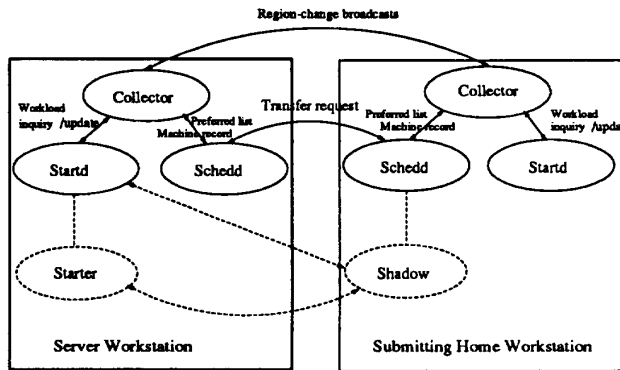 Region-change broadcasts
Collector
Workload
inquiry /update
Preferred list
Machine record
Startd
Schedd
Starter
Server Workstation
Transfer request
Collector
Preferred list
Machine record
Workload
inquiry /updat
Schedd
Startd
Shadow
Submitting Home Workstation